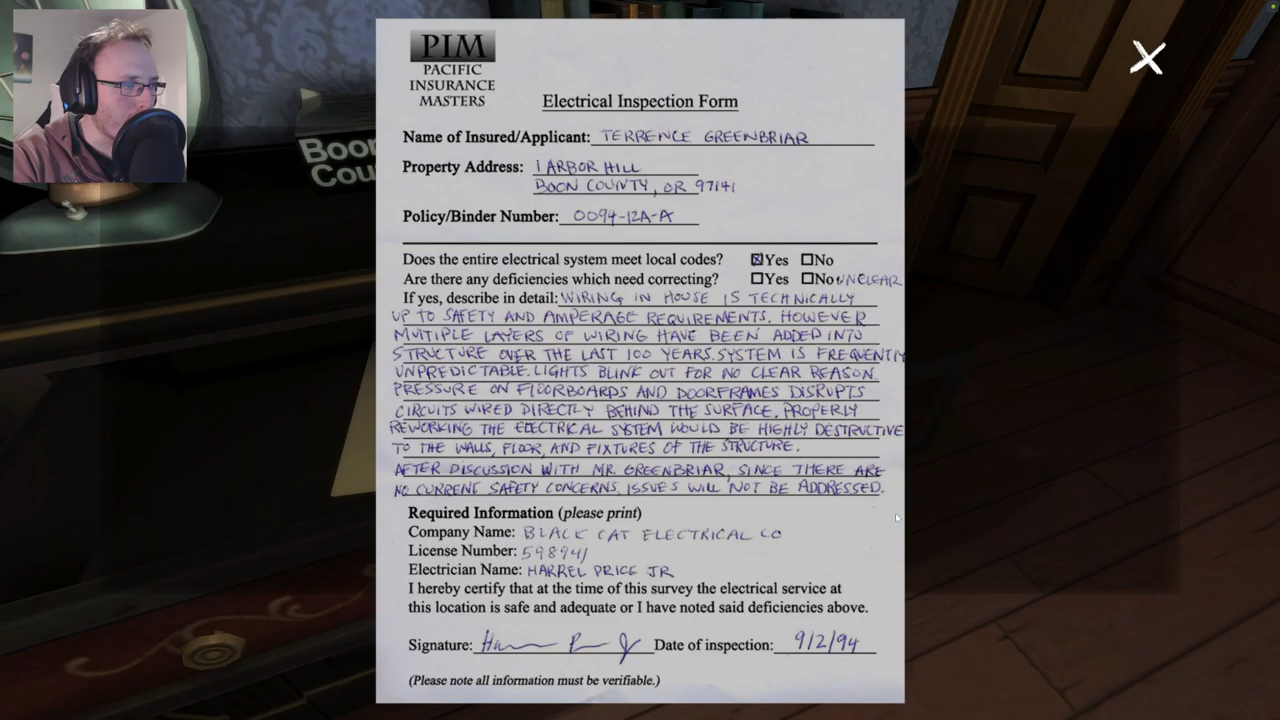 PIM
PACIFIC
INSURANCE
MASTERS
Electrical Inspection Form
Name of Insured/Applicant: TERRENCE GREENBRIAR
Property Address: 1 ARBOR HILL
BOON COUNTY, OR 97141
Policy/Binder Number: 0094-12A-A
Does the entire electrical system meet local codes? Yes No
Are there any deficiencies which need correcting? Yes No UNCLEAR
If yes, describe in detail: WIRING IN HOUSE IS TECHNICALLY
UP TO SAFETY AND AMPERAGE REQUIREMENTS. HOWEVER
MULTIPLE LAYERS OF WIRING HAVE BEEN ADDED INTO
STRUCTURE OVER THE LAST 100 YEARS. SYSTEM IS FREQUENTLY
UNPREDICTABLE. LIGHTS BLINK OUT FOR NO CLEAR REASON.
PRESSURE ON FLOORBOARDS AND DOORFRAMES DISRUPTS
CIRCUITS WIRED DIRECTLY BEHIND THE SURFACE. PROPERLY
REWORKING THE ELECTRICAL SYSTEM WOULD BE HIGHLY DESTRUCTIVE
TO THE WALLS, FLOOR, AND FIXTURES OF THE STRUCTURE.
AFTER DISCUSSION WITH MR. GREENBRIAR, SINCE THERE ARE
NO CURRENT SAFETY CONCERNS, ISSUES WILL NOT BE ADDRESSED.
Required Information (please print)
Company Name: BLACK CAT ELECTRICAL CO
License Number: 598941
Electrician Name: HARREL PRICE JR
I hereby certify that at the time of this survey the electrical service at
this location is safe and adequate or I have noted said deficiencies above.
Signature: Date of inspection: 9/2/94
(Please note all information must be verifiable.)